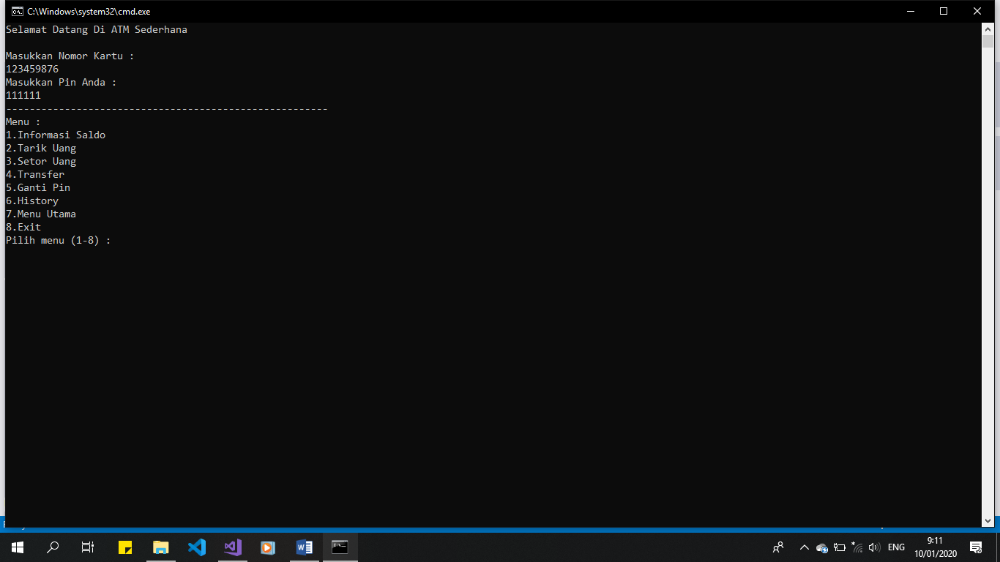 C:\Windows\system32\cmd.exe
Selamat Datang Di ATM Sederhana
Masukkan Nomor Kartu :
123459876
Masukkan Pin Anda :
111111
-------------------------------------------------------
Menu :
1.Informasi Saldo
2.Tarik Uang
3.Setor Uang
4.Transfer
5.Ganti Pin
6.History
7.Menu Utama
8.Exit
Pilih menu (1-8) :
ENG
9:11
10/01/2020